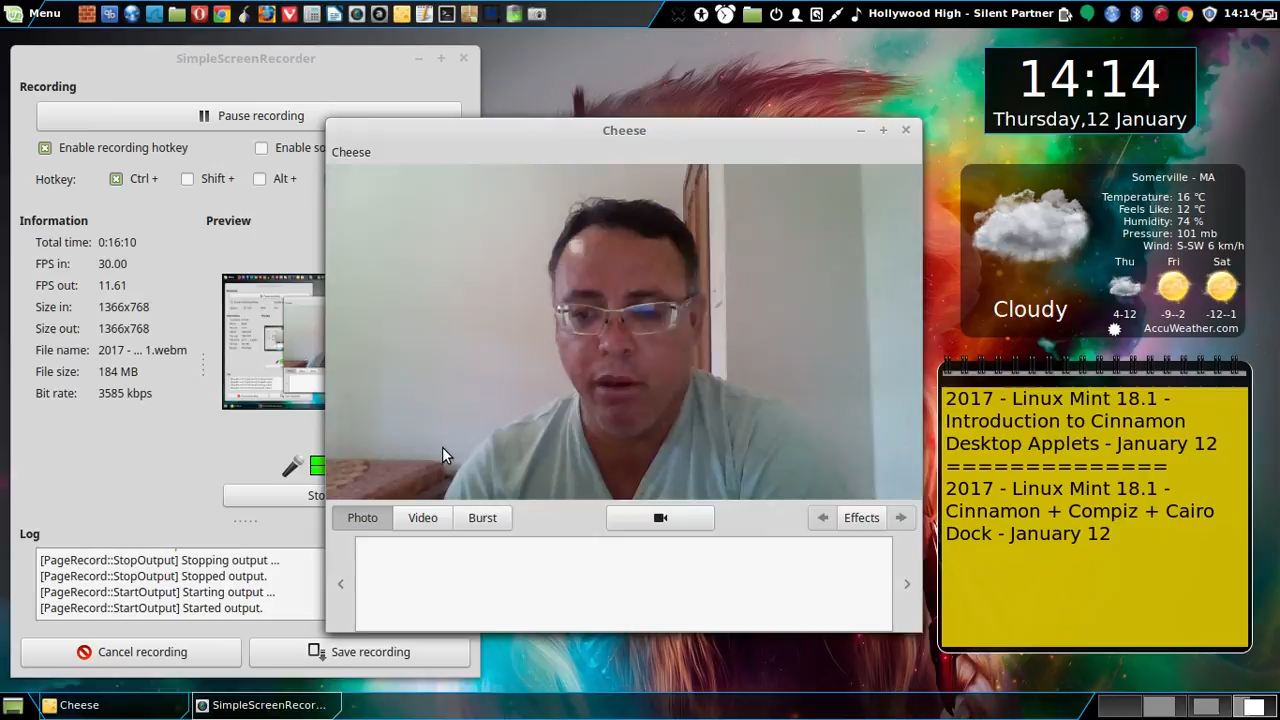 Menu
Hollywood High - Silent Partner
14:14
SimpleScreenRecorder
Recording
Pause recording
Enable recording hotkey
Enable so
Hotkey:
Ctrl +
Shift +
Alt +
Information
Preview
Total time: 0:16:10
FPS in: 30.00
FPS out: 11.61
Size in: 1366x768
Size out: 1366x768
File name: 2017 - ... 1.webm
File size: 184 MB
Bit rate: 3585 kbps
Log
[PageRecord::StopOutput] Stopping output ...
[PageRecord::StopOutput] Stopped output.
[PageRecord::StartOutput] Starting output ...
[PageRecord::StartOutput] Started output.
Cancel recording
Save recording
Cheese
Cheese
Photo
Video
Burst
Effects
14:14
Thursday,12 January
Somerville - MA
Temperature: 16 ℃
Feels Like: 12 ℃
Humidity: 74 %
Pressure: 101 mb
Wind: S-SW 6 km/h
Thu Fri Sat
Cloudy
4-12 -9--2 -12--1
AccuWeather.com
2017 - Linux Mint 18.1 -
Introduction to Cinnamon
Desktop Applets - January 12
==============
2017 - Linux Mint 18.1 -
Cinnamon + Compiz + Cairo
Dock - January 12
Cheese
SimpleScreenRecor...